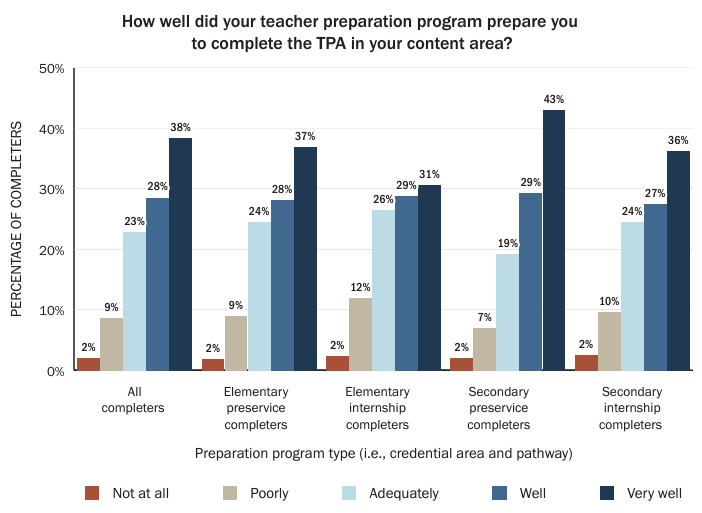 How well did your teacher preparation program prepare you
to complete the TPA in your content area?
PERCENTAGE OF COMPLETERS
50%
40%
30%
20%
10%
0%
2%
9%
23%
28%
38%
2%
9%
24%
28%
37%
2%
12%
26%
29%
31%
2%
7%
19%
29%
43%
2%
10%
24%
27%
36%
All
completers
Elementary
preservice
completers
Elementary
internship
completers
Secondary
preservice
completers
Secondary
internship
completers
Preparation program type (i.e., credential area and pathway)
Not at all
Poorly
Adequately
Well
Very well